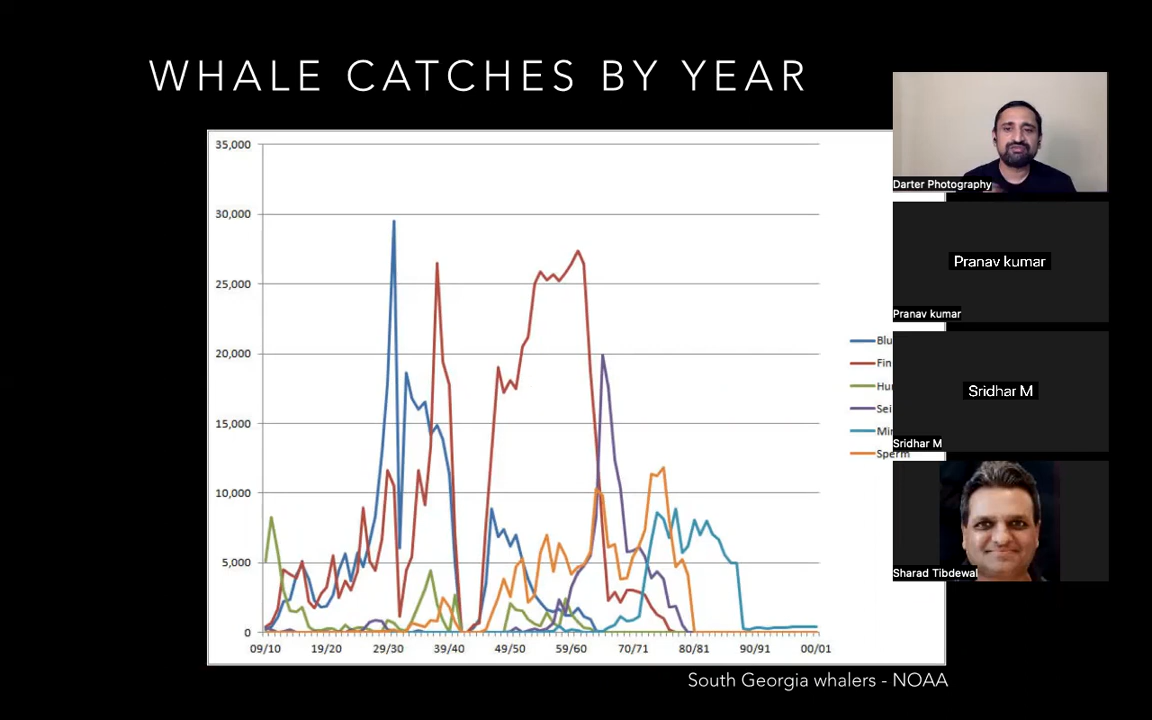 WHALE CATCHES BY YEAR
35,000
30,000
25,000
20,000
15,000
10,000
5,000
0
09/10 19/20 29/30 39/40 49/50 59/60 70/71 80/81 90/91 00/01
Blu
Fin
Hu
Sei
Mi
Sperm
South Georgia whalers - NOAA
Darter Photography
Pranav kumar
Pranav kumar
Sridhar M
Sridhar M
Sharad Tibdewal